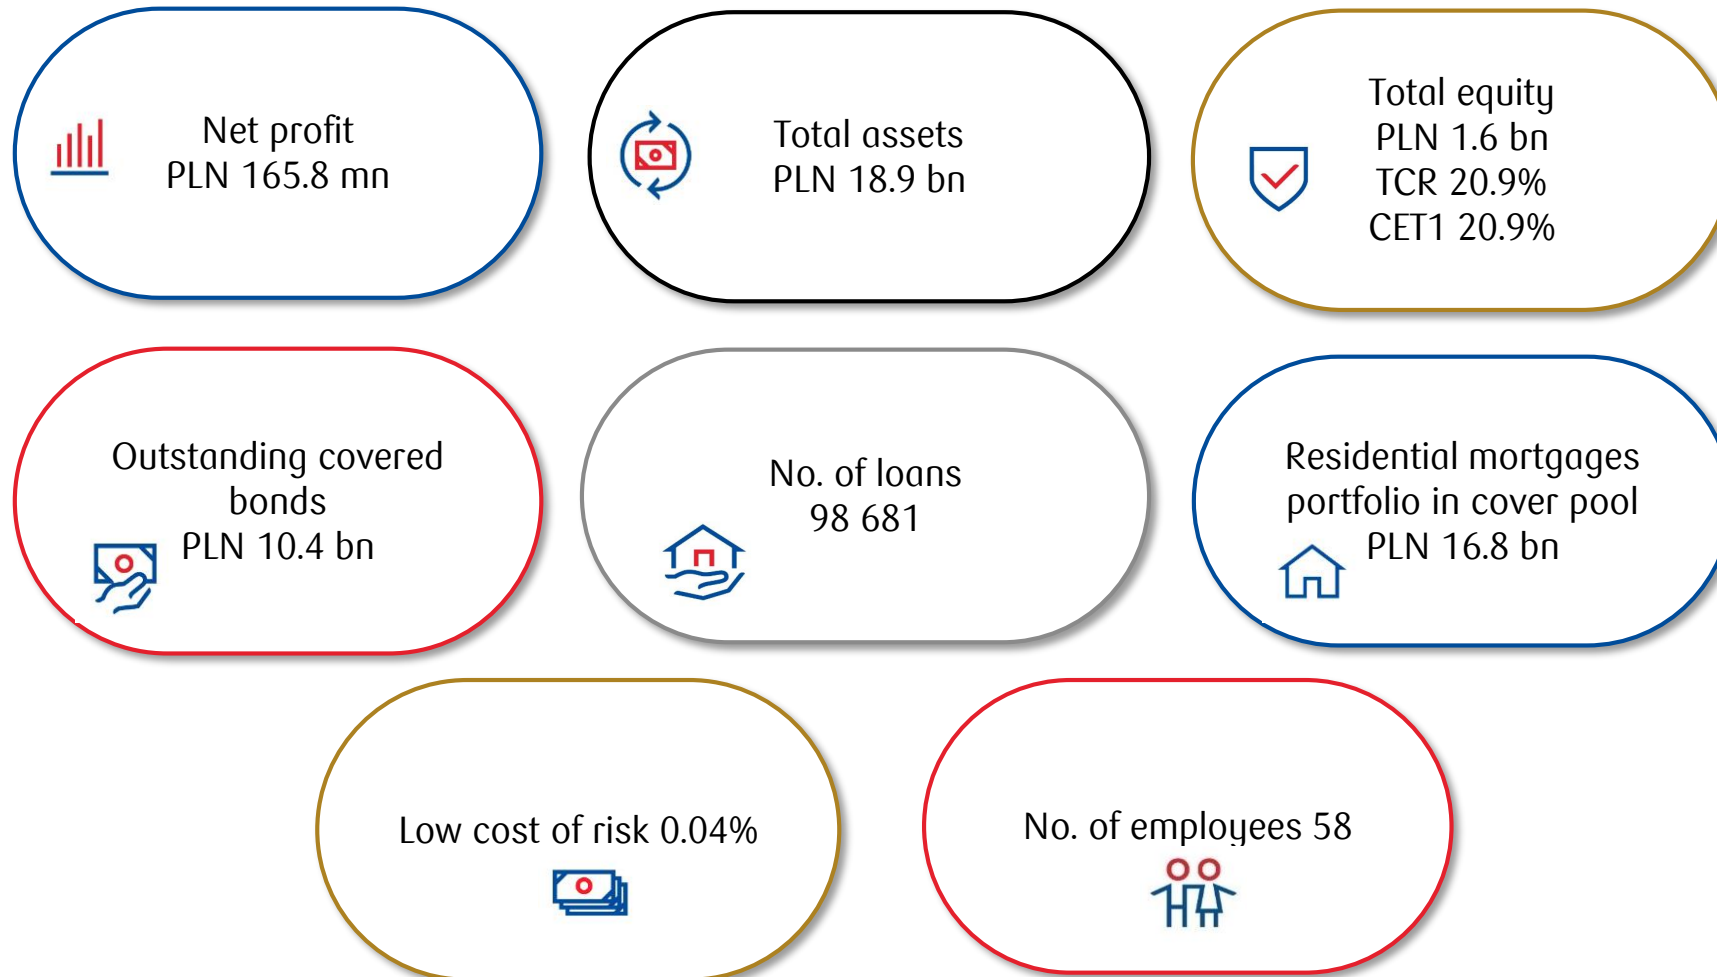 Net profit
PLN 165.8 mn
Total assets
PLN 18.9 bn
Total equity
PLN 1.6 bn
TCR 20.9%
CET1 20.9%
Outstanding covered
bonds
PLN 10.4 bn
No. of loans
98 681
Residential mortgages
portfolio in cover pool
PLN 16.8 bn
Low cost of risk 0.04%
No. of employees 58